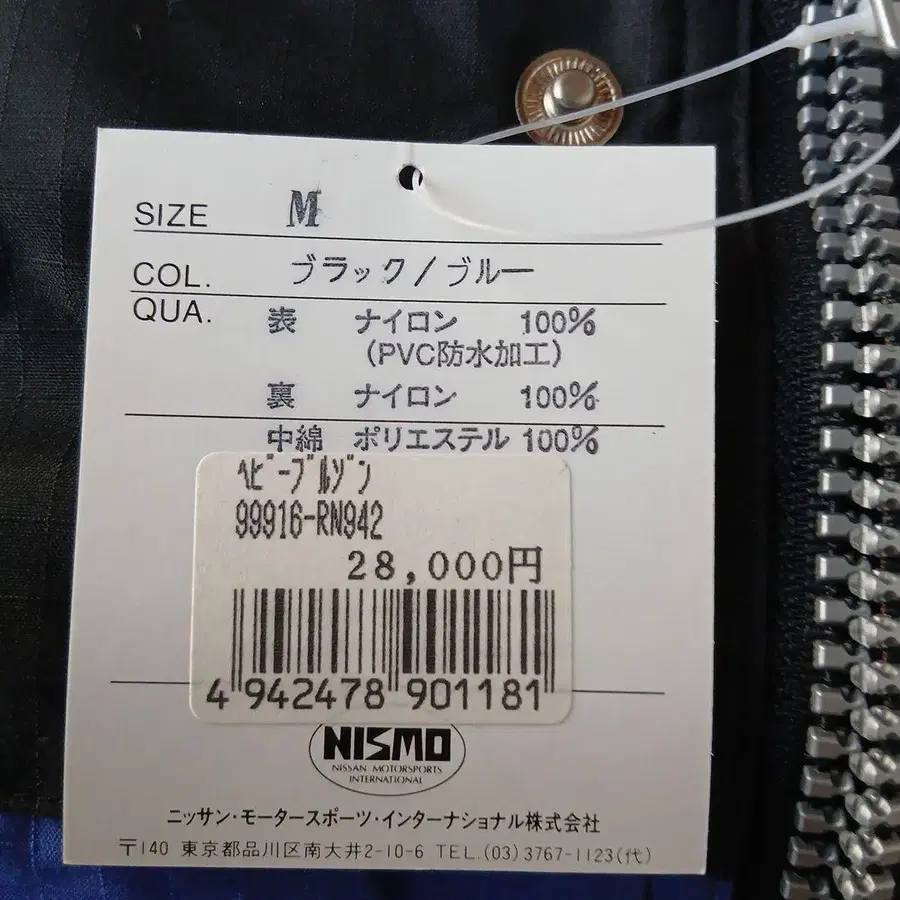 SIZE M
COL. ブラック/ブルー
QUA. 表 ナイロン 100%
(PVC防水加工)
裏 ナイロン 100%
中綿 ポリエステル 100%
ﾍﾋﾞｰﾌﾞﾙｿﾞﾝ
99916-RN942
28,000円
4 942478 901181
NISMO
NISSAN MOTORSPORTS
INTERNATIONAL
ニッサン・モータースポーツ・インターナショナル株式会社
〒140 東京都品川区南大井2-10-6 TEL.(03)3767-1123(代)